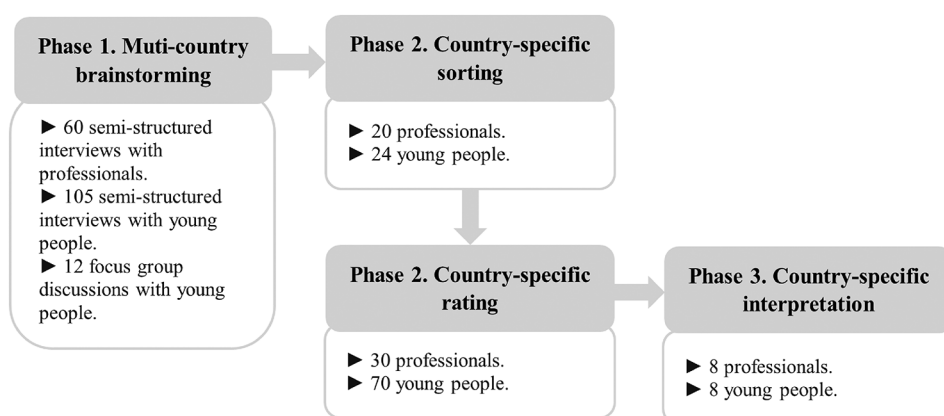 Phase 1. Muti-country
brainstorming
► 60 semi-structured
interviews with
professionals.
► 105 semi-structured
interviews with young
people.
► 12 focus group
discussions with young
people.
Phase 2. Country-specific
sorting
► 20 professionals.
► 24 young people.
Phase 2. Country-specific
rating
► 30 professionals.
► 70 young people.
Phase 3. Country-specific
interpretation
► 8 professionals.
► 8 young people.